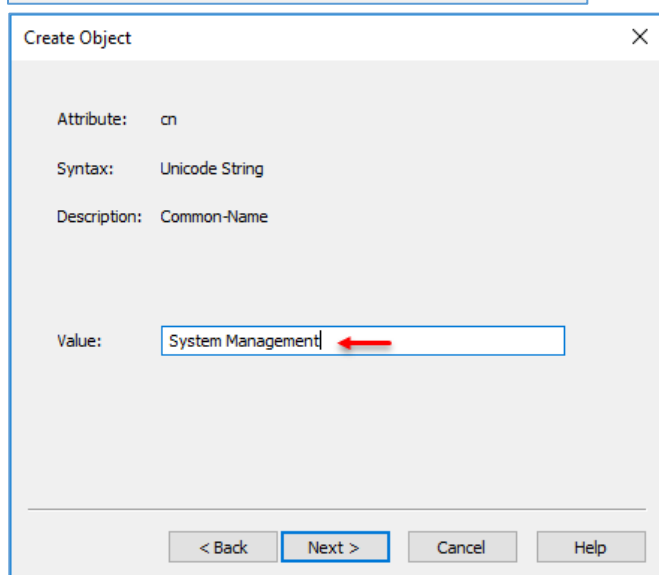 Create Object
Attribute: cn
Syntax: Unicode String
Description: Common-Name
Value: System Management
< Back Next > Cancel Help